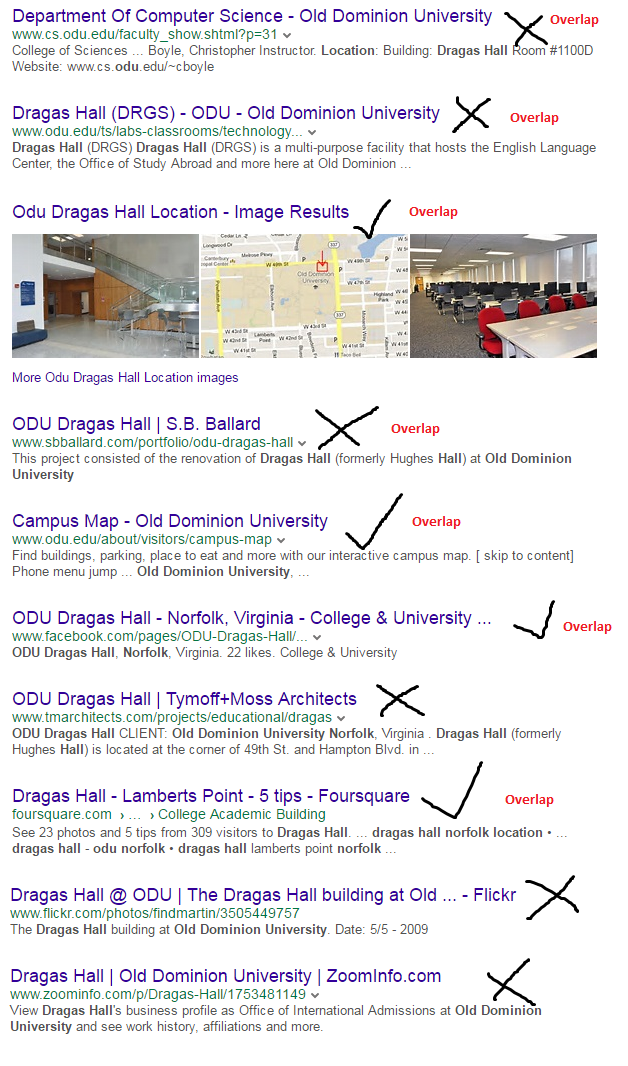 Department Of Computer Science - Old Dominion University
Overlap
www.cs.odu.edu/faculty_show.shtml?p=31
College of Sciences ... Boyle, Christopher Instructor. Location: Building: Dragas Hall Room #1100D
Website: www.cs.odu.edu/~cboyle
Dragas Hall (DRGS) - ODU - Old Dominion University
Overlap
www.odu.edu/ts/labs-classrooms/technology...
Dragas Hall (DRGS) Dragas Hall (DRGS) is a multi-purpose facility that hosts the English Language
Center, the Office of Study Abroad and more here at Old Dominion ...
Odu Dragas Hall Location - Image Results
Overlap
Longwood Dr
Melrose Pkwy
W 49th St
337
Old Dominion
University
W 47th St
Highland
Park
337
W 43rd St
W 43rd St
W 42nd St
Lamberts
Point
W 42nd St
W 41st St
W 41st St
Taco Bell
W 41st St
More Odu Dragas Hall Location images
ODU Dragas Hall | S.B. Ballard
Overlap
www.sbballard.com/portfolio/odu-dragas-hall
This project consisted of the renovation of Dragas Hall (formerly Hughes Hall) at Old Dominion
University
Campus Map - Old Dominion University
Overlap
www.odu.edu/about/visitors/campus-map
Find buildings, parking, place to eat and more with our interactive campus map. [ skip to content]
Phone menu jump ... Old Dominion University, ...
ODU Dragas Hall - Norfolk, Virginia - College & University ...
Overlap
www.facebook.com/pages/ODU-Dragas-Hall/...
ODU Dragas Hall, Norfolk, Virginia. 22 likes. College & University
ODU Dragas Hall | Tymoff+Moss Architects
www.tmarchitects.com/projects/educational/dragas
ODU Dragas Hall CLIENT: Old Dominion University Norfolk, Virginia . Dragas Hall (formerly
Hughes Hall) is located at the corner of 49th St. and Hampton Blvd. in ...
Dragas Hall - Lamberts Point - 5 tips - Foursquare
Overlap
foursquare.com › ... › College Academic Building
See 23 photos and 5 tips from 309 visitors to Dragas Hall. ... dragas hall norfolk location • ...
dragas hall - odu norfolk • dragas hall lamberts point norfolk ...
Dragas Hall @ ODU | The Dragas Hall building at Old ... - Flickr
www.flickr.com/photos/findmartin/3505449757
The Dragas Hall building at Old Dominion University. Date: 5/5 - 2009
Dragas Hall | Old Dominion University | ZoomInfo.com
www.zoominfo.com/p/Dragas-Hall/1753481149
View Dragas Hall's business profile as Office of International Admissions at Old Dominion
University and see work history, affiliations and more.